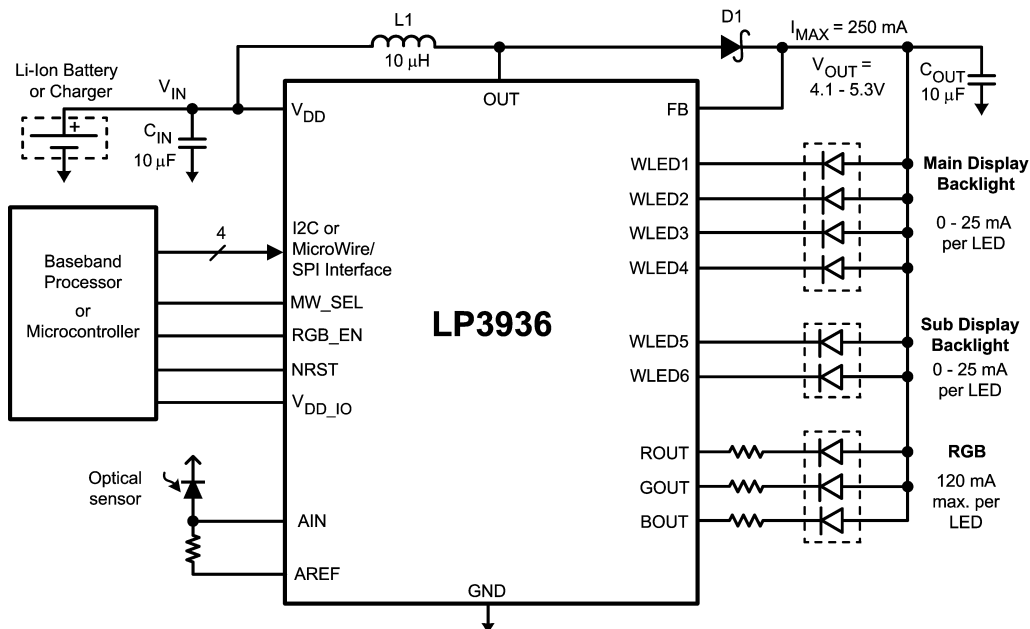 L1
10 μH
D1
I_MAX = 250 mA
V_OUT =
4.1 - 5.3V
C_OUT
10 μF
Li-Ion Battery
or Charger
V_IN
+
C_IN
10 μF
V_DD
OUT
FB
WLED1
WLED2
WLED3
WLED4
Main Display
Backlight
0 - 25 mA
per LED
Baseband
Processor
or
Microcontroller
4
I2C or
MicroWire/
SPI Interface
MW_SEL
RGB_EN
NRST
V_DD_IO
LP3936
WLED5
WLED6
Sub Display
Backlight
0 - 25 mA
per LED
Optical
sensor
AIN
AREF
ROUT
GOUT
BOUT
RGB
120 mA
max. per
LED
GND